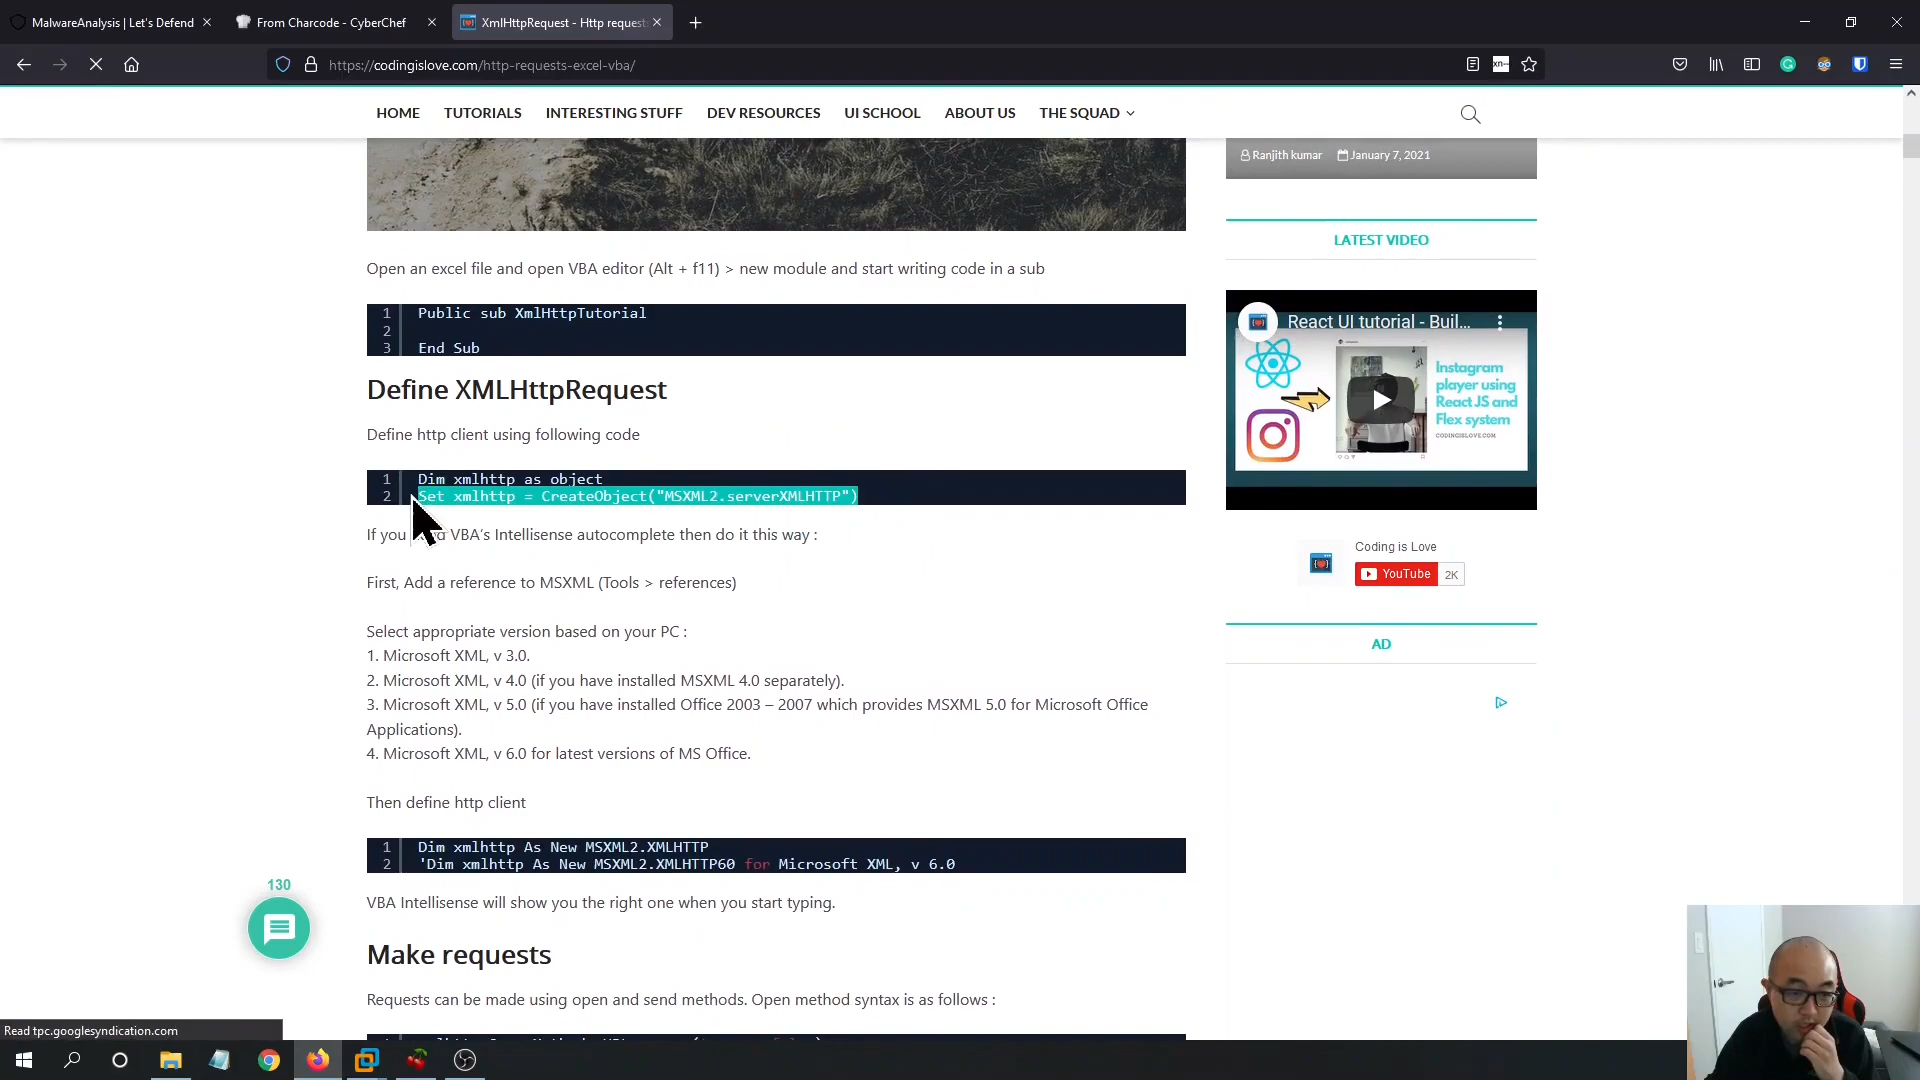 MalwareAnalysis | Let's Defend
From Charcode - CyberChef
XmlHttpRequest - Http requests
https://codingislove.com/http-requests-excel-vba/
HOME
TUTORIALS
INTERESTING STUFF
DEV RESOURCES
UI SCHOOL
ABOUT US
THE SQUAD
Ranjith kumar
January 7, 2021
LATEST VIDEO
Open an excel file and open VBA editor (Alt + f11) > new module and start writing code in a sub
1 Public sub XmlHttpTutorial
2
3 End Sub
React UI tutorial - Buil...
Instagram
player using
React JS and
Flex system
CODINGISLOVE.COM
Define XMLHttpRequest
Define http client using following code
1 Dim xmlhttp as object
2 Set xmlhttp = CreateObject("MSXML2.serverXMLHTTP")
If you VBA's Intellisense autocomplete then do it this way :
Coding is Love
YouTube 2K
First, Add a reference to MSXML (Tools > references)
Select appropriate version based on your PC :
1. Microsoft XML, v 3.0.
2. Microsoft XML, v 4.0 (if you have installed MSXML 4.0 separately).
3. Microsoft XML, v 5.0 (if you have installed Office 2003 – 2007 which provides MSXML 5.0 for Microsoft Office
Applications).
4. Microsoft XML, v 6.0 for latest versions of MS Office.
AD
Then define http client
1 Dim xmlhttp As New MSXML2.XMLHTTP
2 'Dim xmlhttp As New MSXML2.XMLHTTP60 for Microsoft XML, v 6.0
130
VBA Intellisense will show you the right one when you start typing.
Make requests
Requests can be made using open and send methods. Open method syntax is as follows :
Read tpc.googlesyndication.com